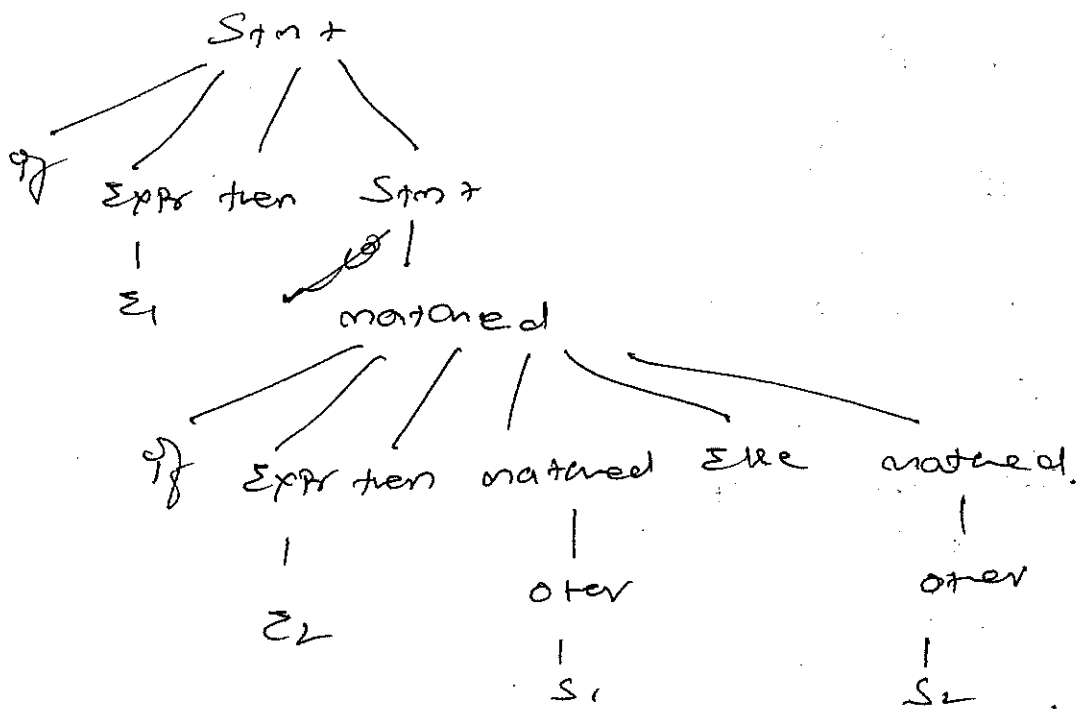 Stmt
if Expr then Stmt
E1
matched
if Expr then matched Else matched.
E2 other other
S1 S2